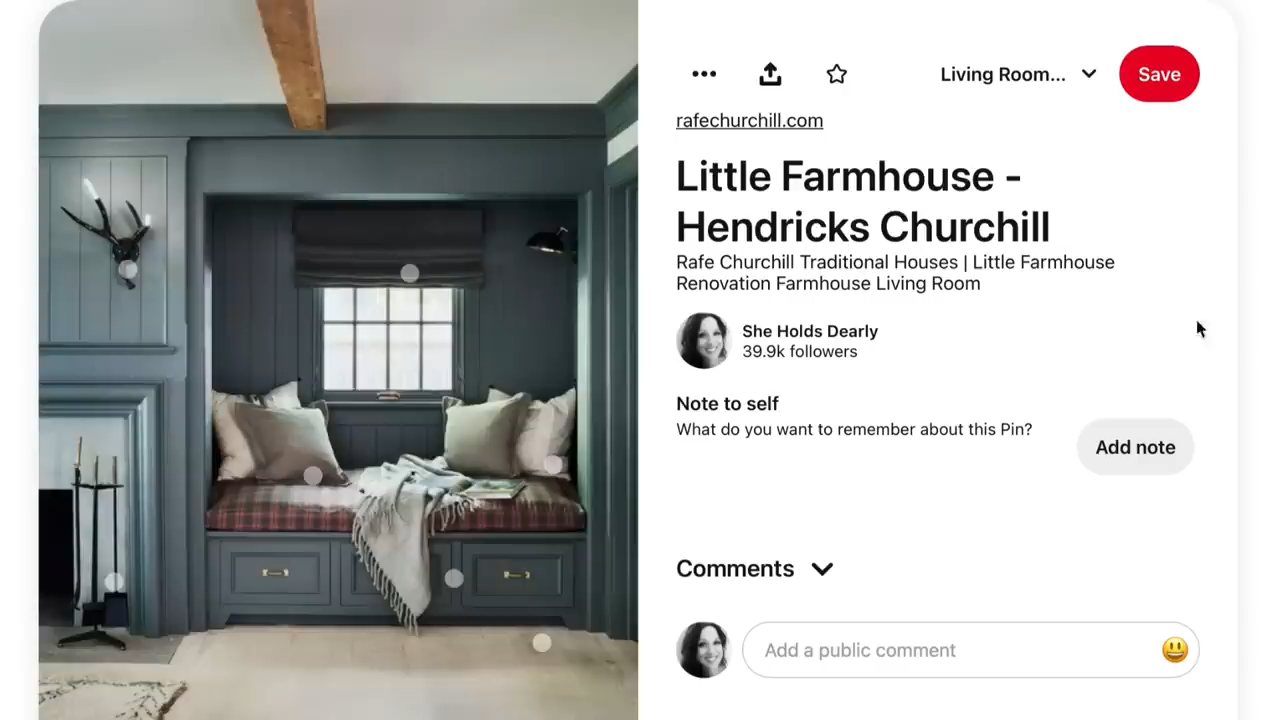 Living Room...
Save
rafechurchill.com
Little Farmhouse -
Hendricks Churchill
Rafe Churchill Traditional Houses | Little Farmhouse
Renovation Farmhouse Living Room
She Holds Dearly
39.9k followers
Note to self
What do you want to remember about this Pin?
Add note
Comments
Add a public comment